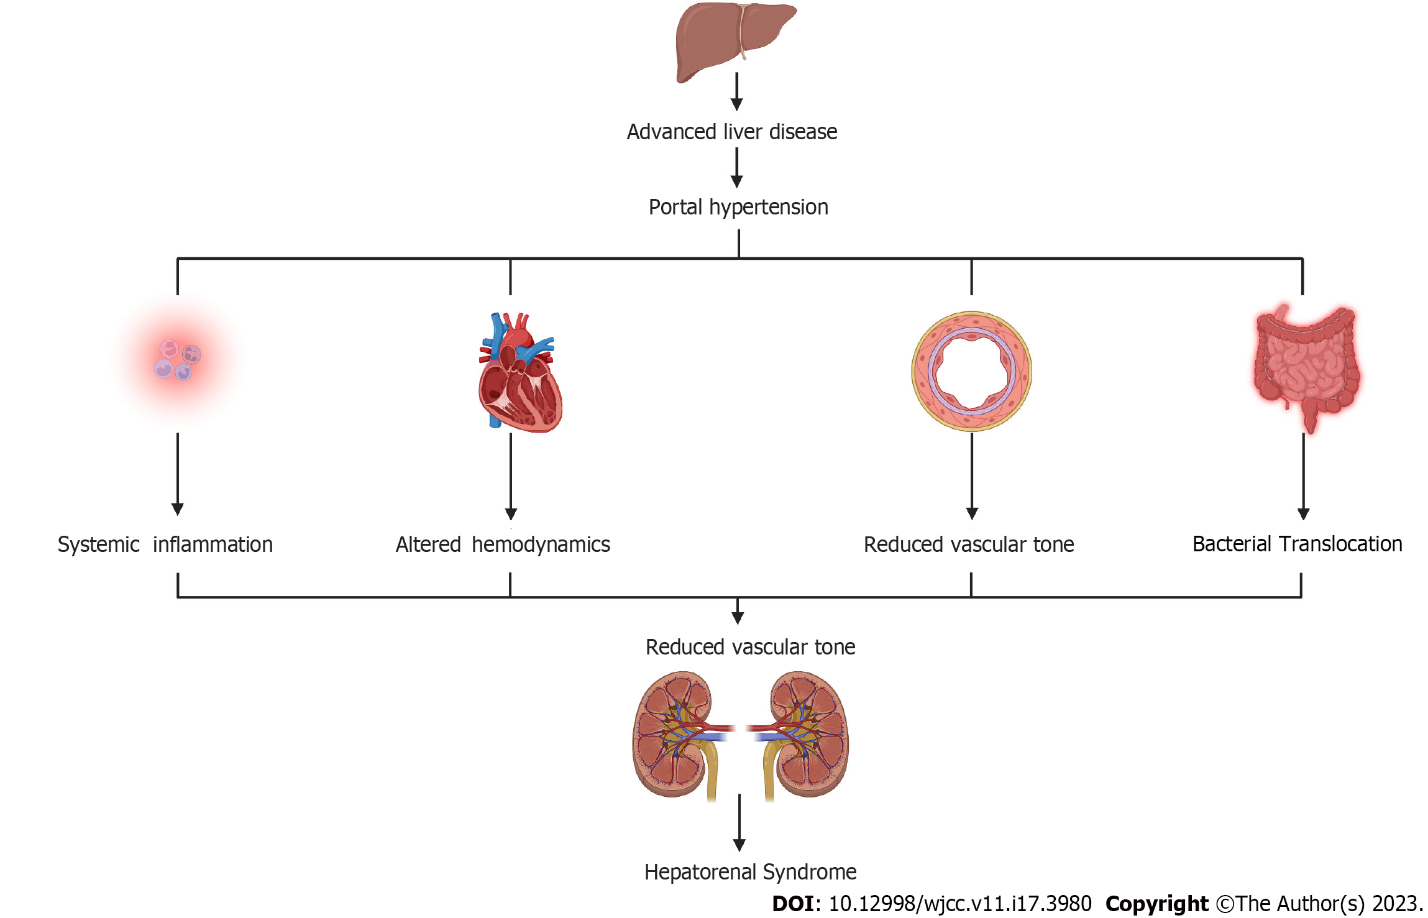 Advanced liver disease
Portal hypertension
Systemic inflammation
Altered hemodynamics
Reduced vascular tone
Bacterial Translocation
Reduced vascular tone
Hepatorenal Syndrome
DOI: 10.12998/wjcc.v11.i17.3980 Copyright ©The Author(s) 2023.